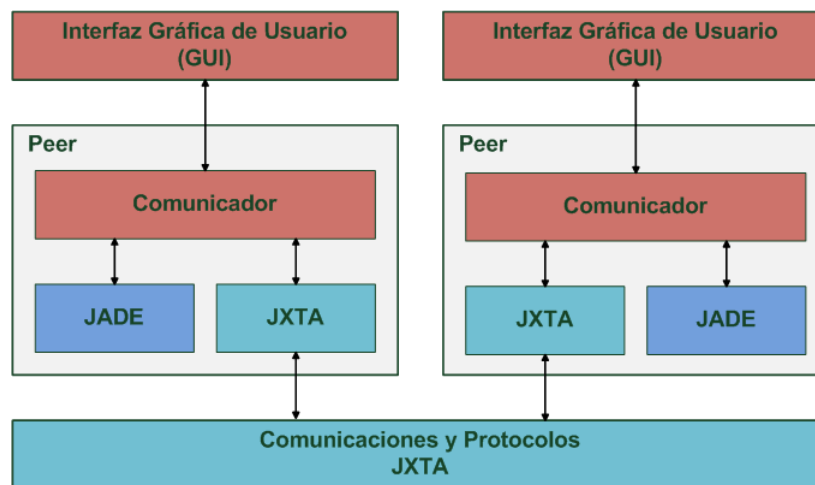 Interfaz Gráfica de Usuario
(GUI)
Interfaz Gráfica de Usuario
(GUI)
Peer
Comunicador
JADE
JXTA
Peer
Comunicador
JXTA
JADE
Comunicaciones y Protocolos
JXTA